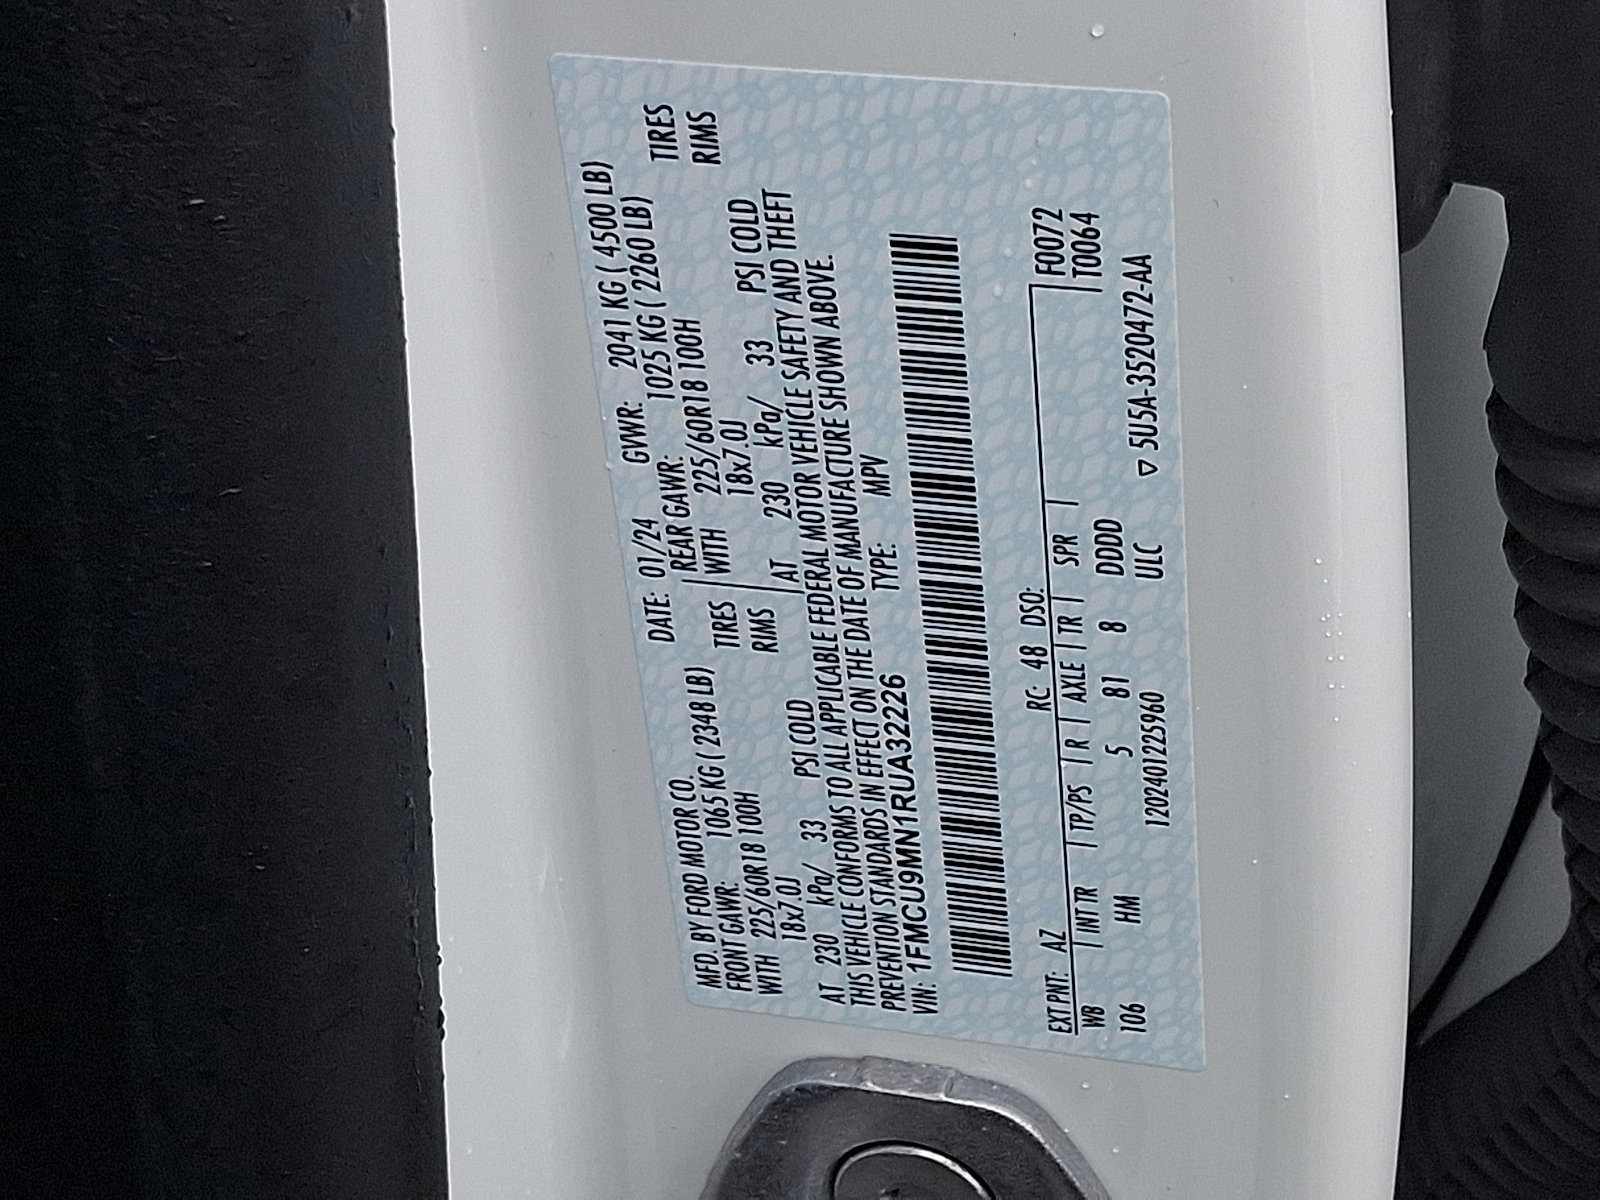 MFD. BY FORD MOTOR CO.
DATE: 01/24 GVWR: 2041 KG ( 4500 LB)
FRONT GAWR: 1065 KG ( 2348 LB) REAR GAWR: 1025 KG ( 2260 LB)
WITH 225/60R18 100H TIRES WITH 225/60R18 100H TIRES
18x7.0J RIMS 18x7.0J RIMS
AT 230 kPa/ 33 PSI COLD AT 230 kPa/ 33 PSI COLD
THIS VEHICLE CONFORMS TO ALL APPLICABLE FEDERAL MOTOR VEHICLE SAFETY AND THEFT
PREVENTION STANDARDS IN EFFECT ON THE DATE OF MANUFACTURE SHOWN ABOVE.
VIN: 1FMCU9MN1RUA32226 TYPE: MPV
EXT PNT: AZ RC: 48 DSO: F0072
WB INT TR TP/PS R AXLE TR SPR T0064
106 HM 5 81 8 DDDD
1202401225960 ULC ▽ 5U5A-3520472-AA